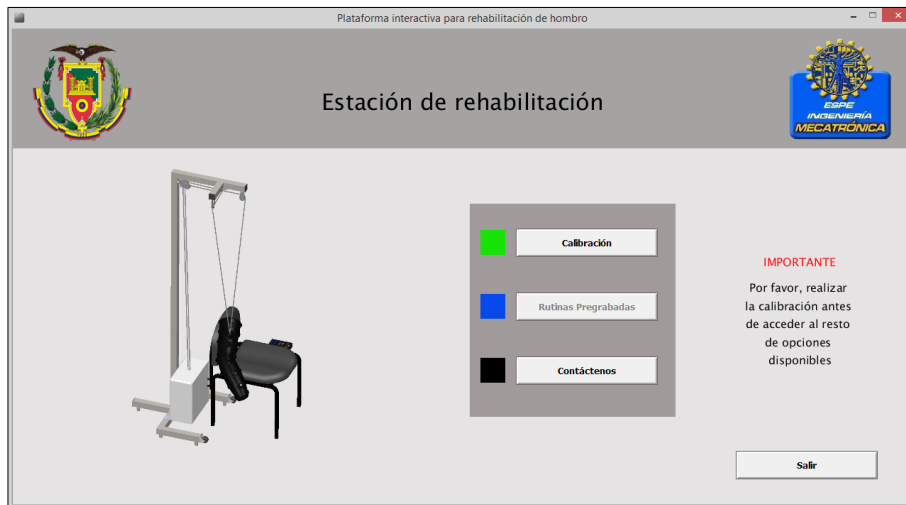 Plataforma interactiva para rehabilitación de hombro
Estación de rehabilitación
ESPE
INGENIERÍA
MECATRÓNICA
Calibración
Rutinas Pregrabadas
Contáctenos
IMPORTANTE
Por favor, realizar
la calibración antes
de acceder al resto
de opciones
disponibles
Salir